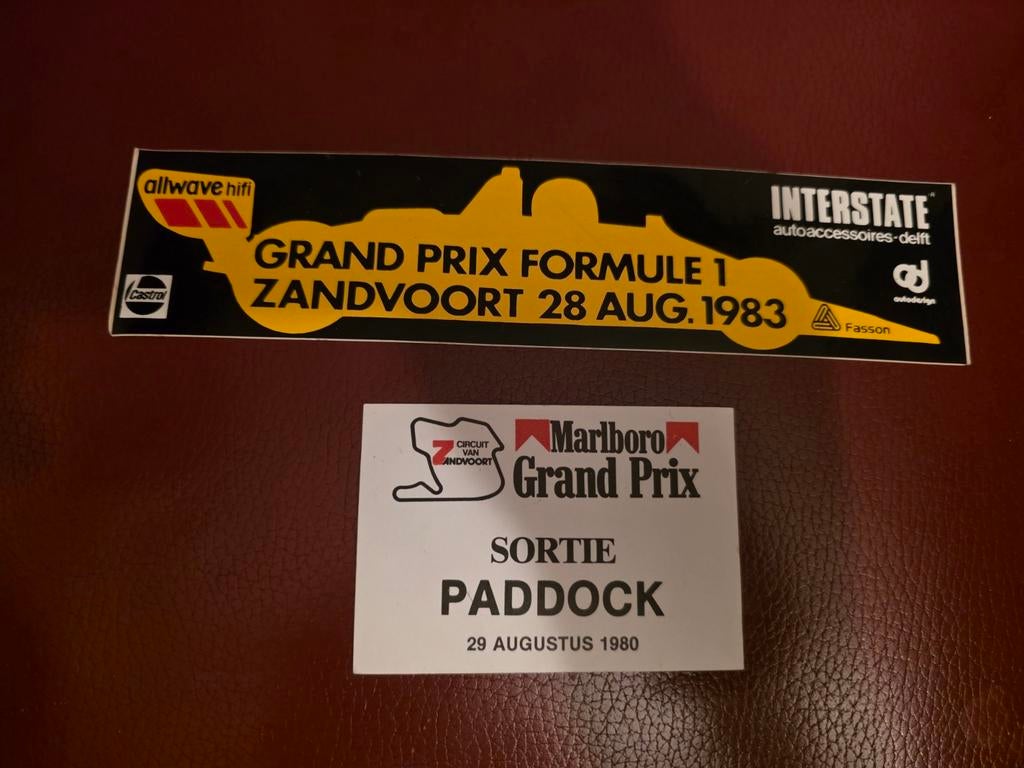 allwave hifi
INTERSTATE
autoaccessoires-delft
GRAND PRIX FORMULE 1
ZANDVOORT 28 AUG. 1983
Castrol
autodesign
Fasson
CIRCUIT
VAN
ZANDVOORT
Marlboro
Grand Prix
SORTIE
PADDOCK
29 AUGUSTUS 1980